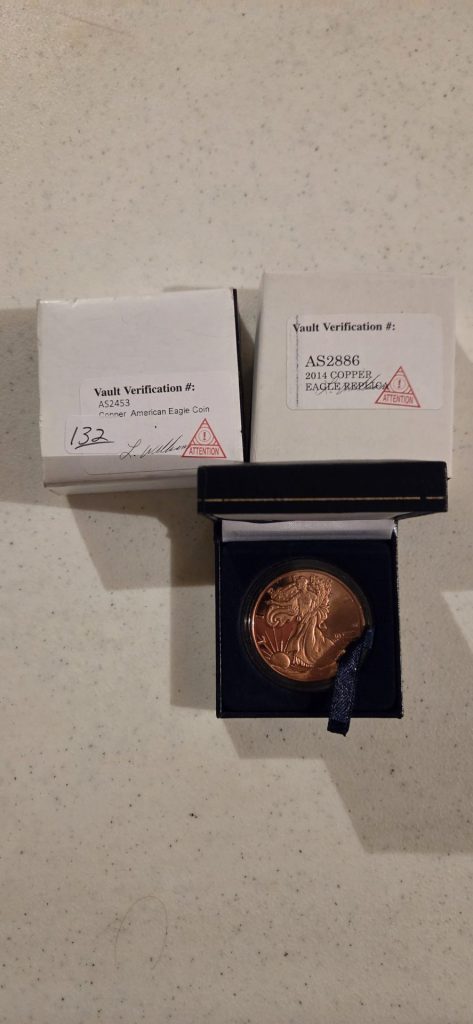 Vault Verification #:
AS2453
Copper American Eagle Coin
132
ATTENTION
Vault Verification #:
AS2886
2014 COPPER
EAGLE REPLICA
ATTENTION